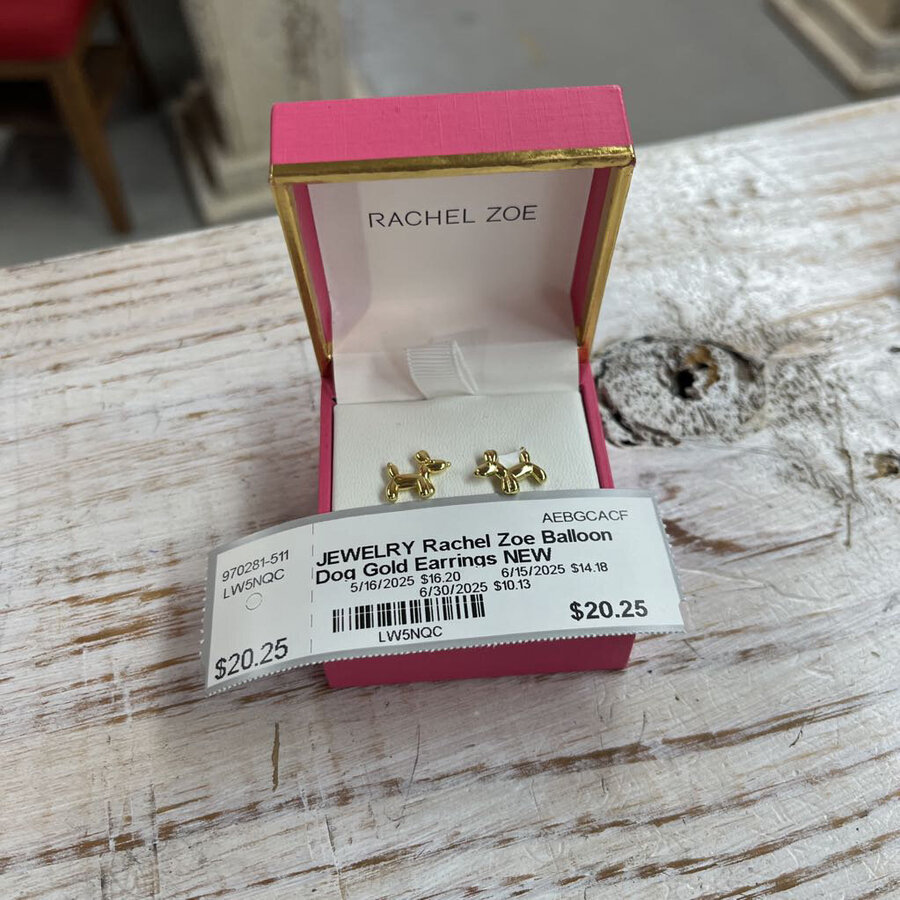 RACHEL ZOE
AEBGCACF
970281-511
LW5NQC
JEWELRY Rachel Zoe Balloon
Dog Gold Earrings NEW
5/16/2025 $16.20 6/15/2025 $14.18
6/30/2025 $10.13
LW5NQC
$20.25
$20.25